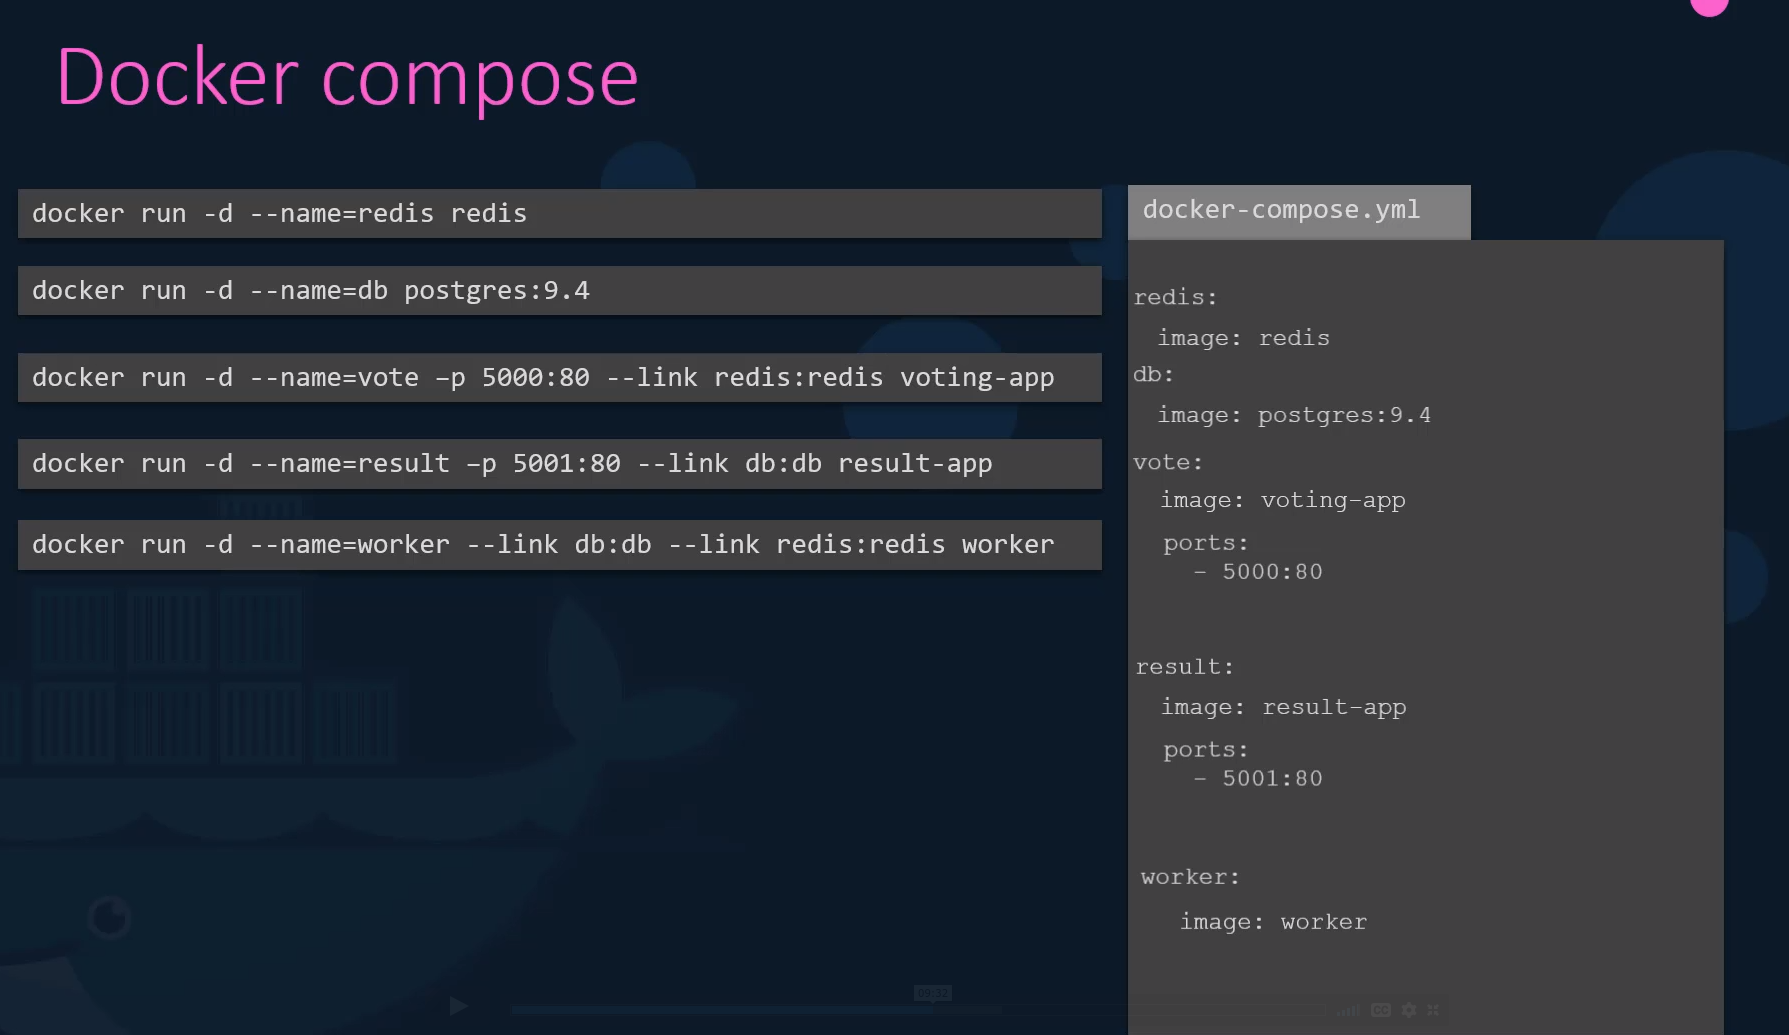 Docker compose
docker run -d --name=redis redis
docker run -d --name=db postgres:9.4
docker run -d --name=vote –p 5000:80 --link redis:redis voting-app
docker run -d --name=result –p 5001:80 --link db:db result-app
docker run -d --name=worker --link db:db --link redis:redis worker
docker-compose.yml
redis:
image: redis
db:
image: postgres:9.4
vote:
image: voting-app
ports:
- 5000:80
result:
image: result-app
ports:
- 5001:80
worker:
image: worker
CC